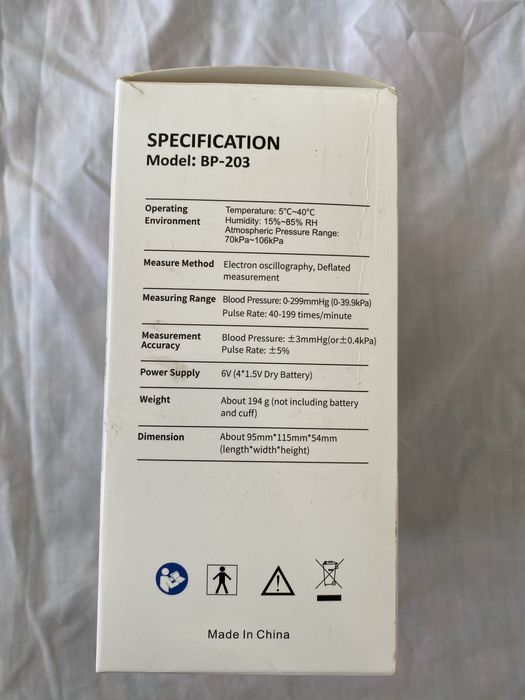 SPECIFICATION
Model: BP-203
Operating Environment
Temperature: 5°C~40°C
Humidity: 15%~85% RH
Atmospheric Pressure Range:
70kPa~106kPa
Measure Method
Electron oscillography, Deflated
measurement
Measuring Range
Blood Pressure: 0-299mmHg (0-39.9kPa)
Pulse Rate: 40-199 times/minute
Measurement Accuracy
Blood Pressure: ±3mmHg(or±0.4kPa)
Pulse Rate: ±5%
Power Supply
6V (4*1.5V Dry Battery)
Weight
About 194 g (not including battery
and cuff)
Dimension
About 95mm*115mm*54mm
(length*width*height)
Made In China